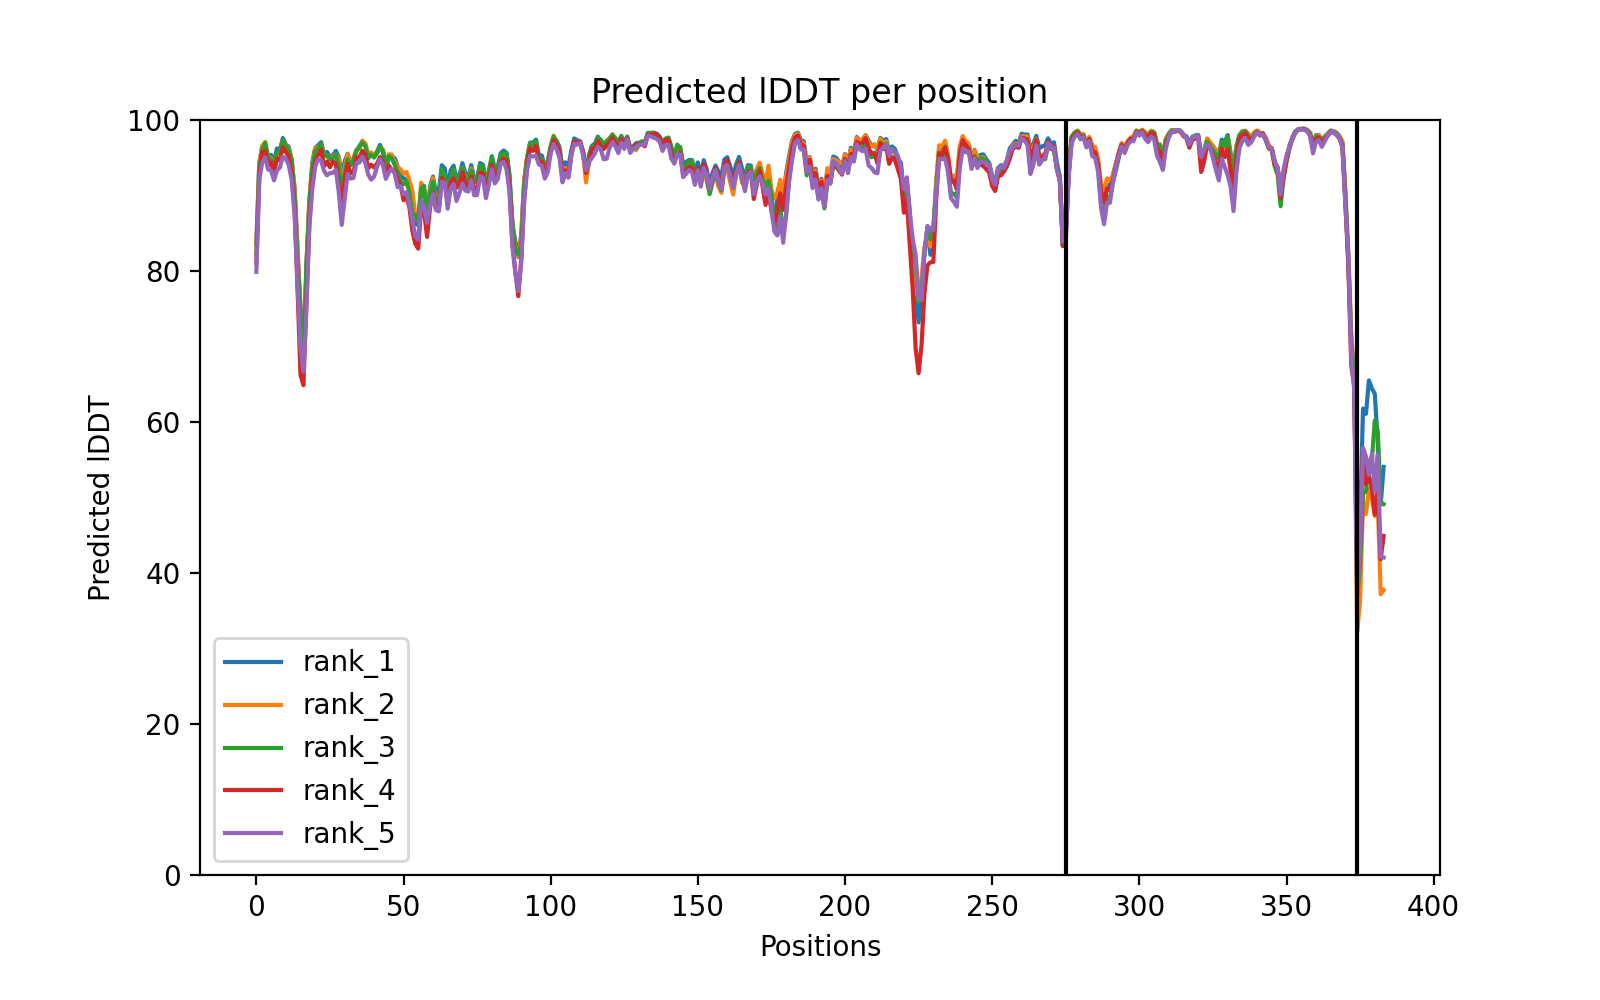 Predicted lDDT per position
Predicted lDDT
100
80
60
40
20
0
rank_1
rank_2
rank_3
rank_4
rank_5
0 50 100 150 200 250 300 350 400
Positions